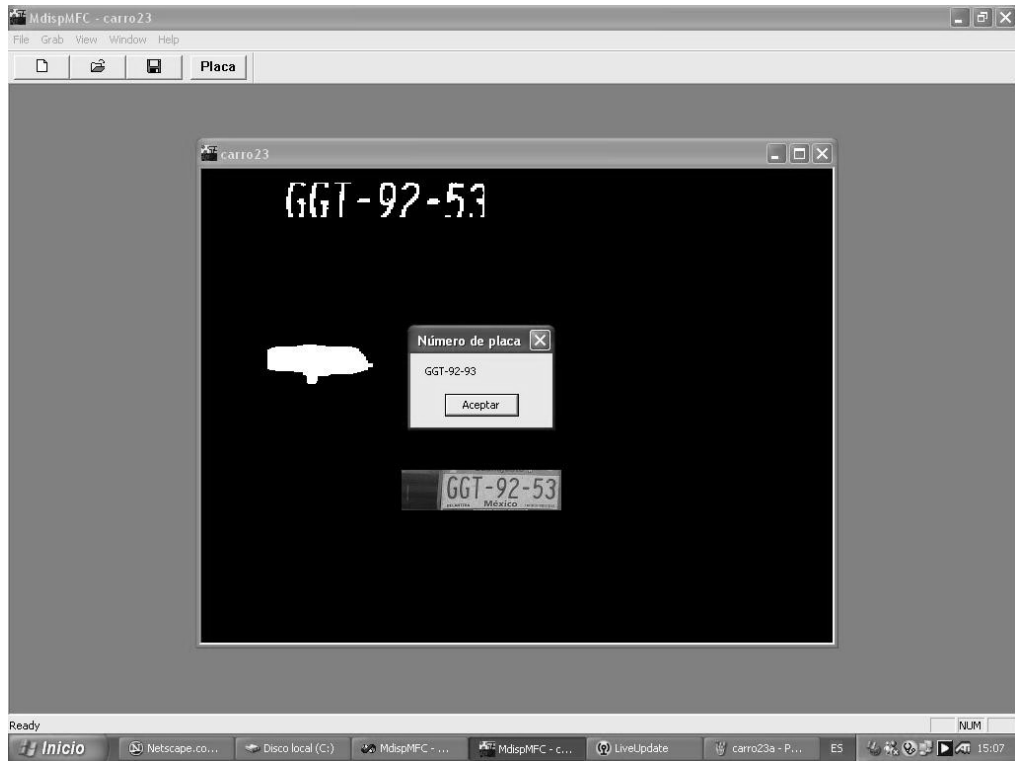 MdispMFC - carro23
File Grab View Window Help
Placa
carro23
GGT-92-53
Número de placa
GGT-92-93
Aceptar
GGT-92-53
México
Ready
NUM
Inicio
Netscape.co...
Disco local (C:)
MdispMFC - ...
MdispMFC - c...
LiveUpdate
carro23a - P...
ES
15:07